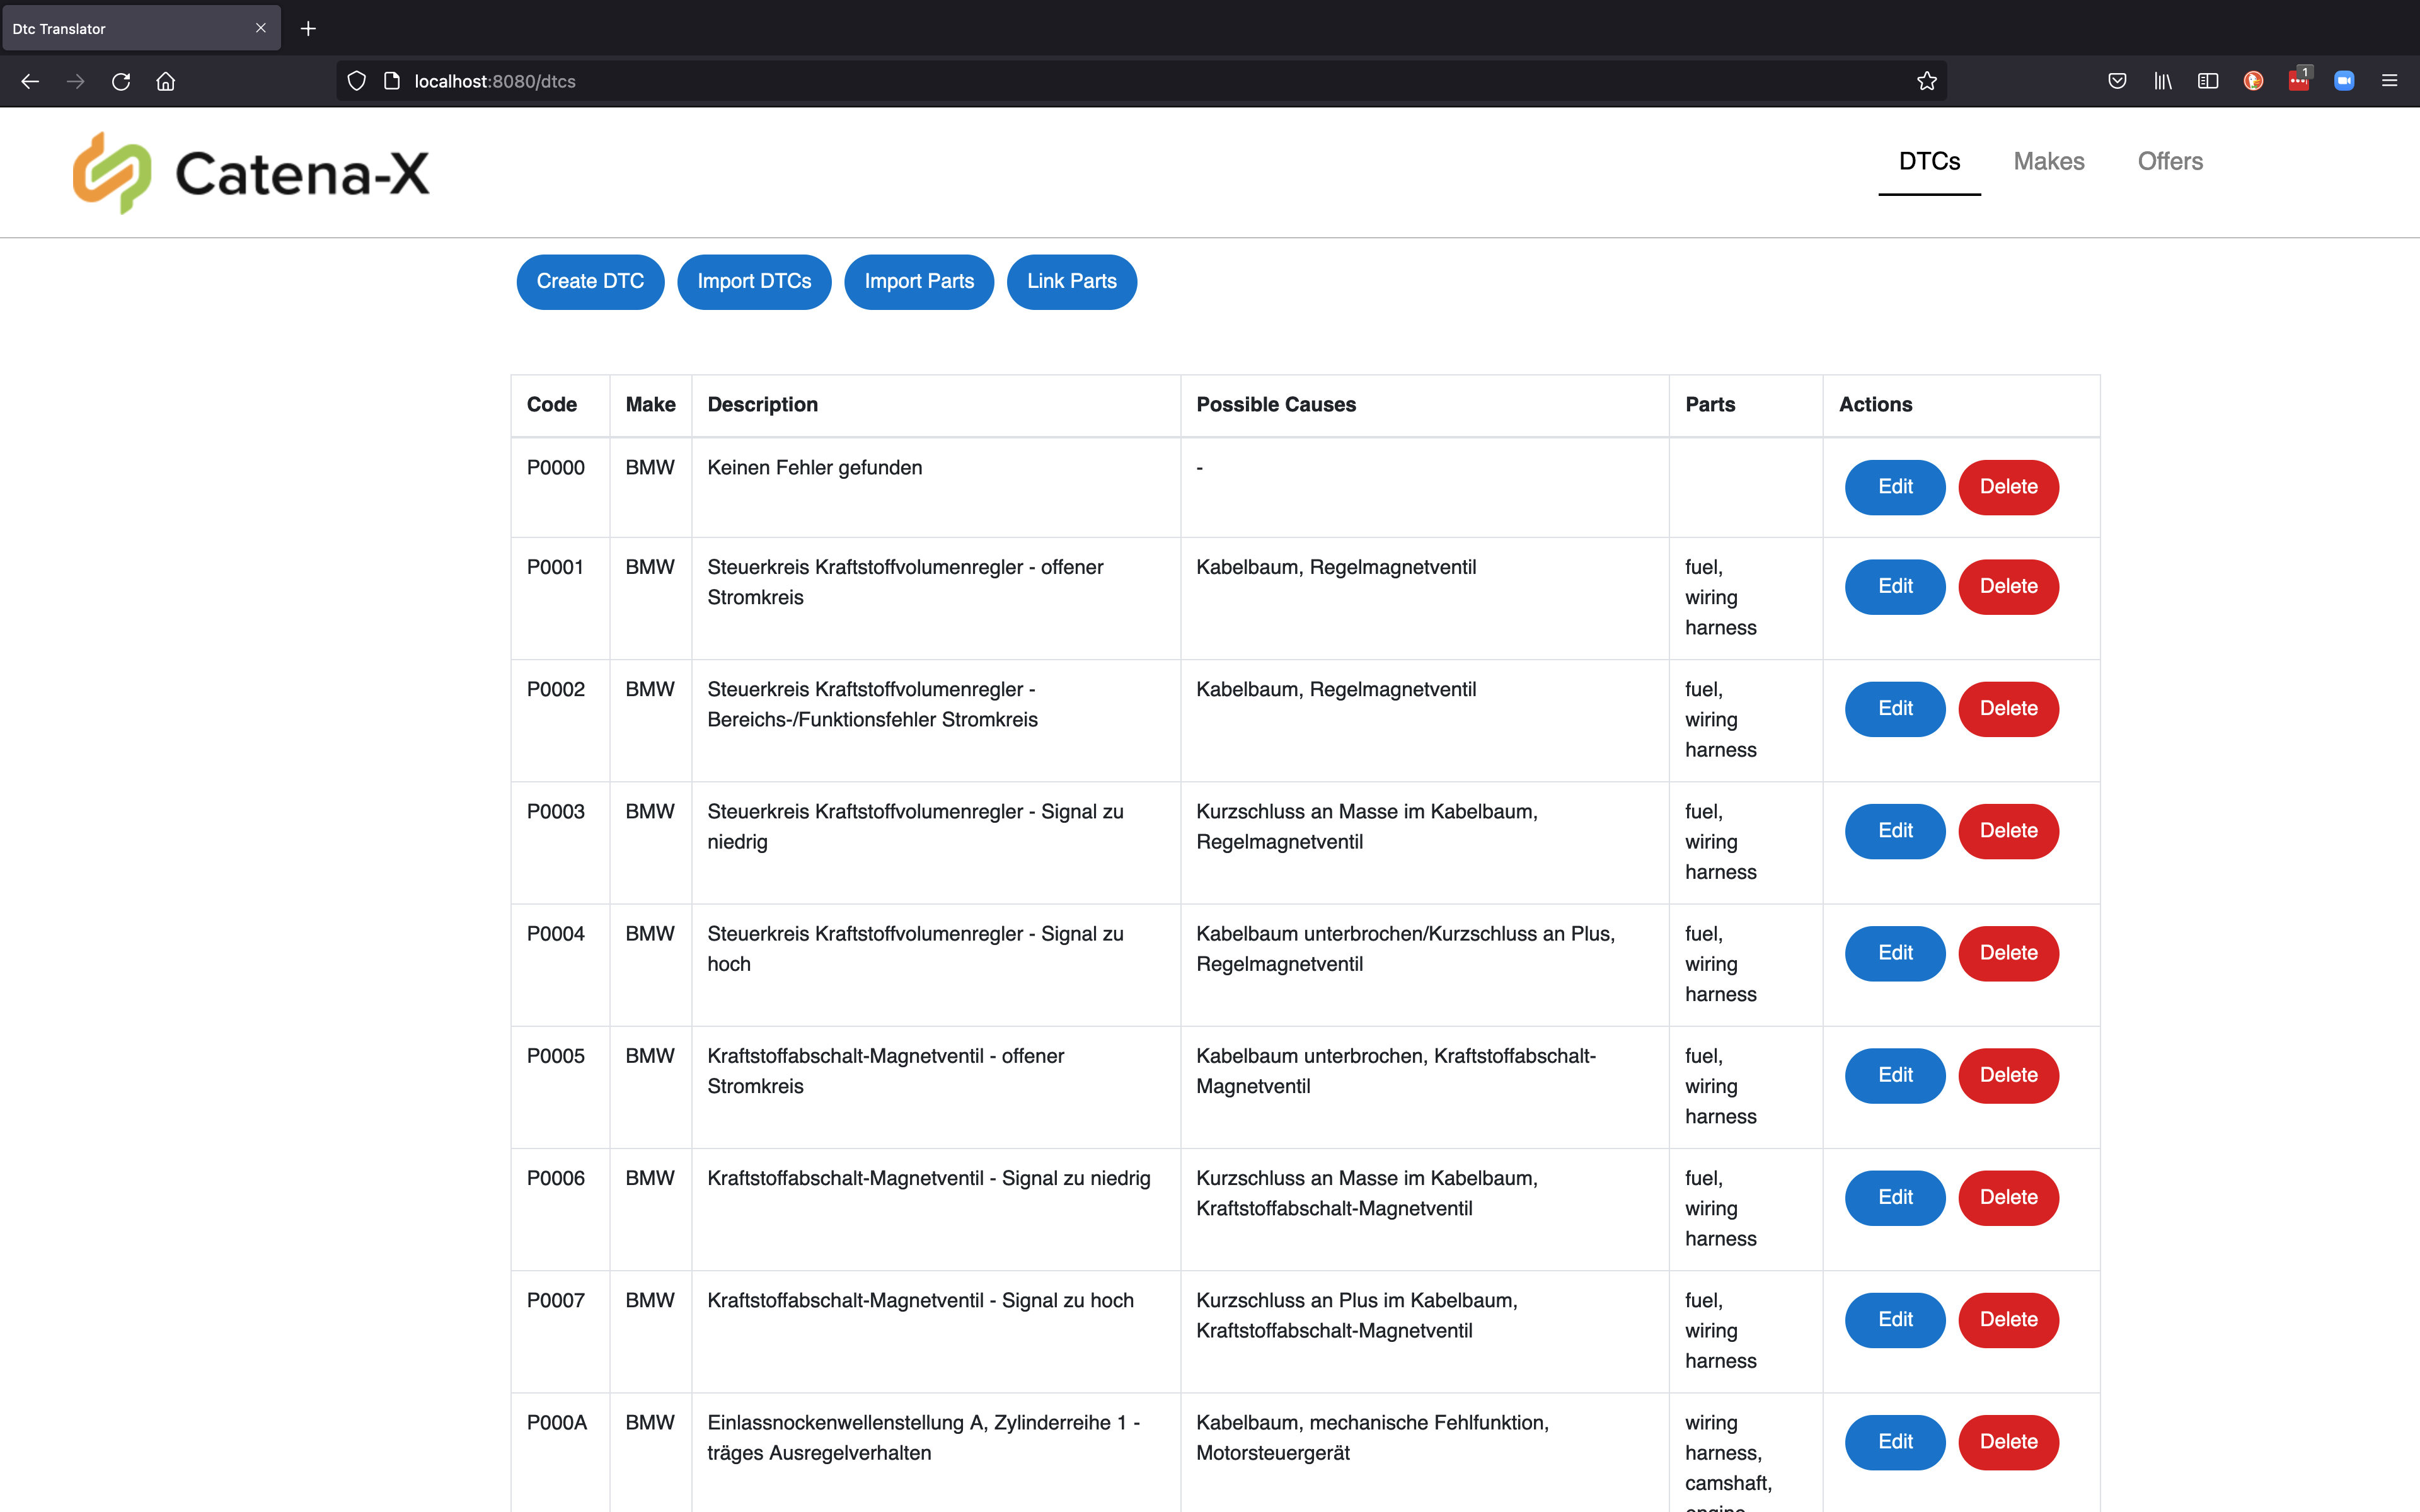 Dtc Translator
localhost:8080/dtcs
1
Catena-X
DTCs Makes Offers
Create DTC Import DTCs Import Parts Link Parts
Code Make Description Possible Causes Parts Actions
P0000 BMW Keinen Fehler gefunden - Edit Delete
P0001 BMW Steuerkreis Kraftstoffvolumenregler - offener Kabelbaum, Regelmagnetventil fuel, Edit Delete
Stromkreis wiring
harness
P0002 BMW Steuerkreis Kraftstoffvolumenregler - Kabelbaum, Regelmagnetventil fuel, Edit Delete
Bereichs-/Funktionsfehler Stromkreis wiring
harness
P0003 BMW Steuerkreis Kraftstoffvolumenregler - Signal zu Kurzschluss an Masse im Kabelbaum, fuel, Edit Delete
niedrig Regelmagnetventil wiring
harness
P0004 BMW Steuerkreis Kraftstoffvolumenregler - Signal zu Kabelbaum unterbrochen/Kurzschluss an Plus, fuel, Edit Delete
hoch Regelmagnetventil wiring
harness
P0005 BMW Kraftstoffabschalt-Magnetventil - offener Kabelbaum unterbrochen, Kraftstoffabschalt- fuel, Edit Delete
Stromkreis Magnetventil wiring
harness
P0006 BMW Kraftstoffabschalt-Magnetventil - Signal zu niedrig Kurzschluss an Masse im Kabelbaum, fuel, Edit Delete
Kraftstoffabschalt-Magnetventil wiring
harness
P0007 BMW Kraftstoffabschalt-Magnetventil - Signal zu hoch Kurzschluss an Plus im Kabelbaum, fuel, Edit Delete
Kraftstoffabschalt-Magnetventil wiring
harness
P000A BMW Einlassnockenwellenstellung A, Zylinderreihe 1 - Kabelbaum, mechanische Fehlfunktion, wiring Edit Delete
träges Ausregelverhalten Motorsteuergerät harness,
camshaft,